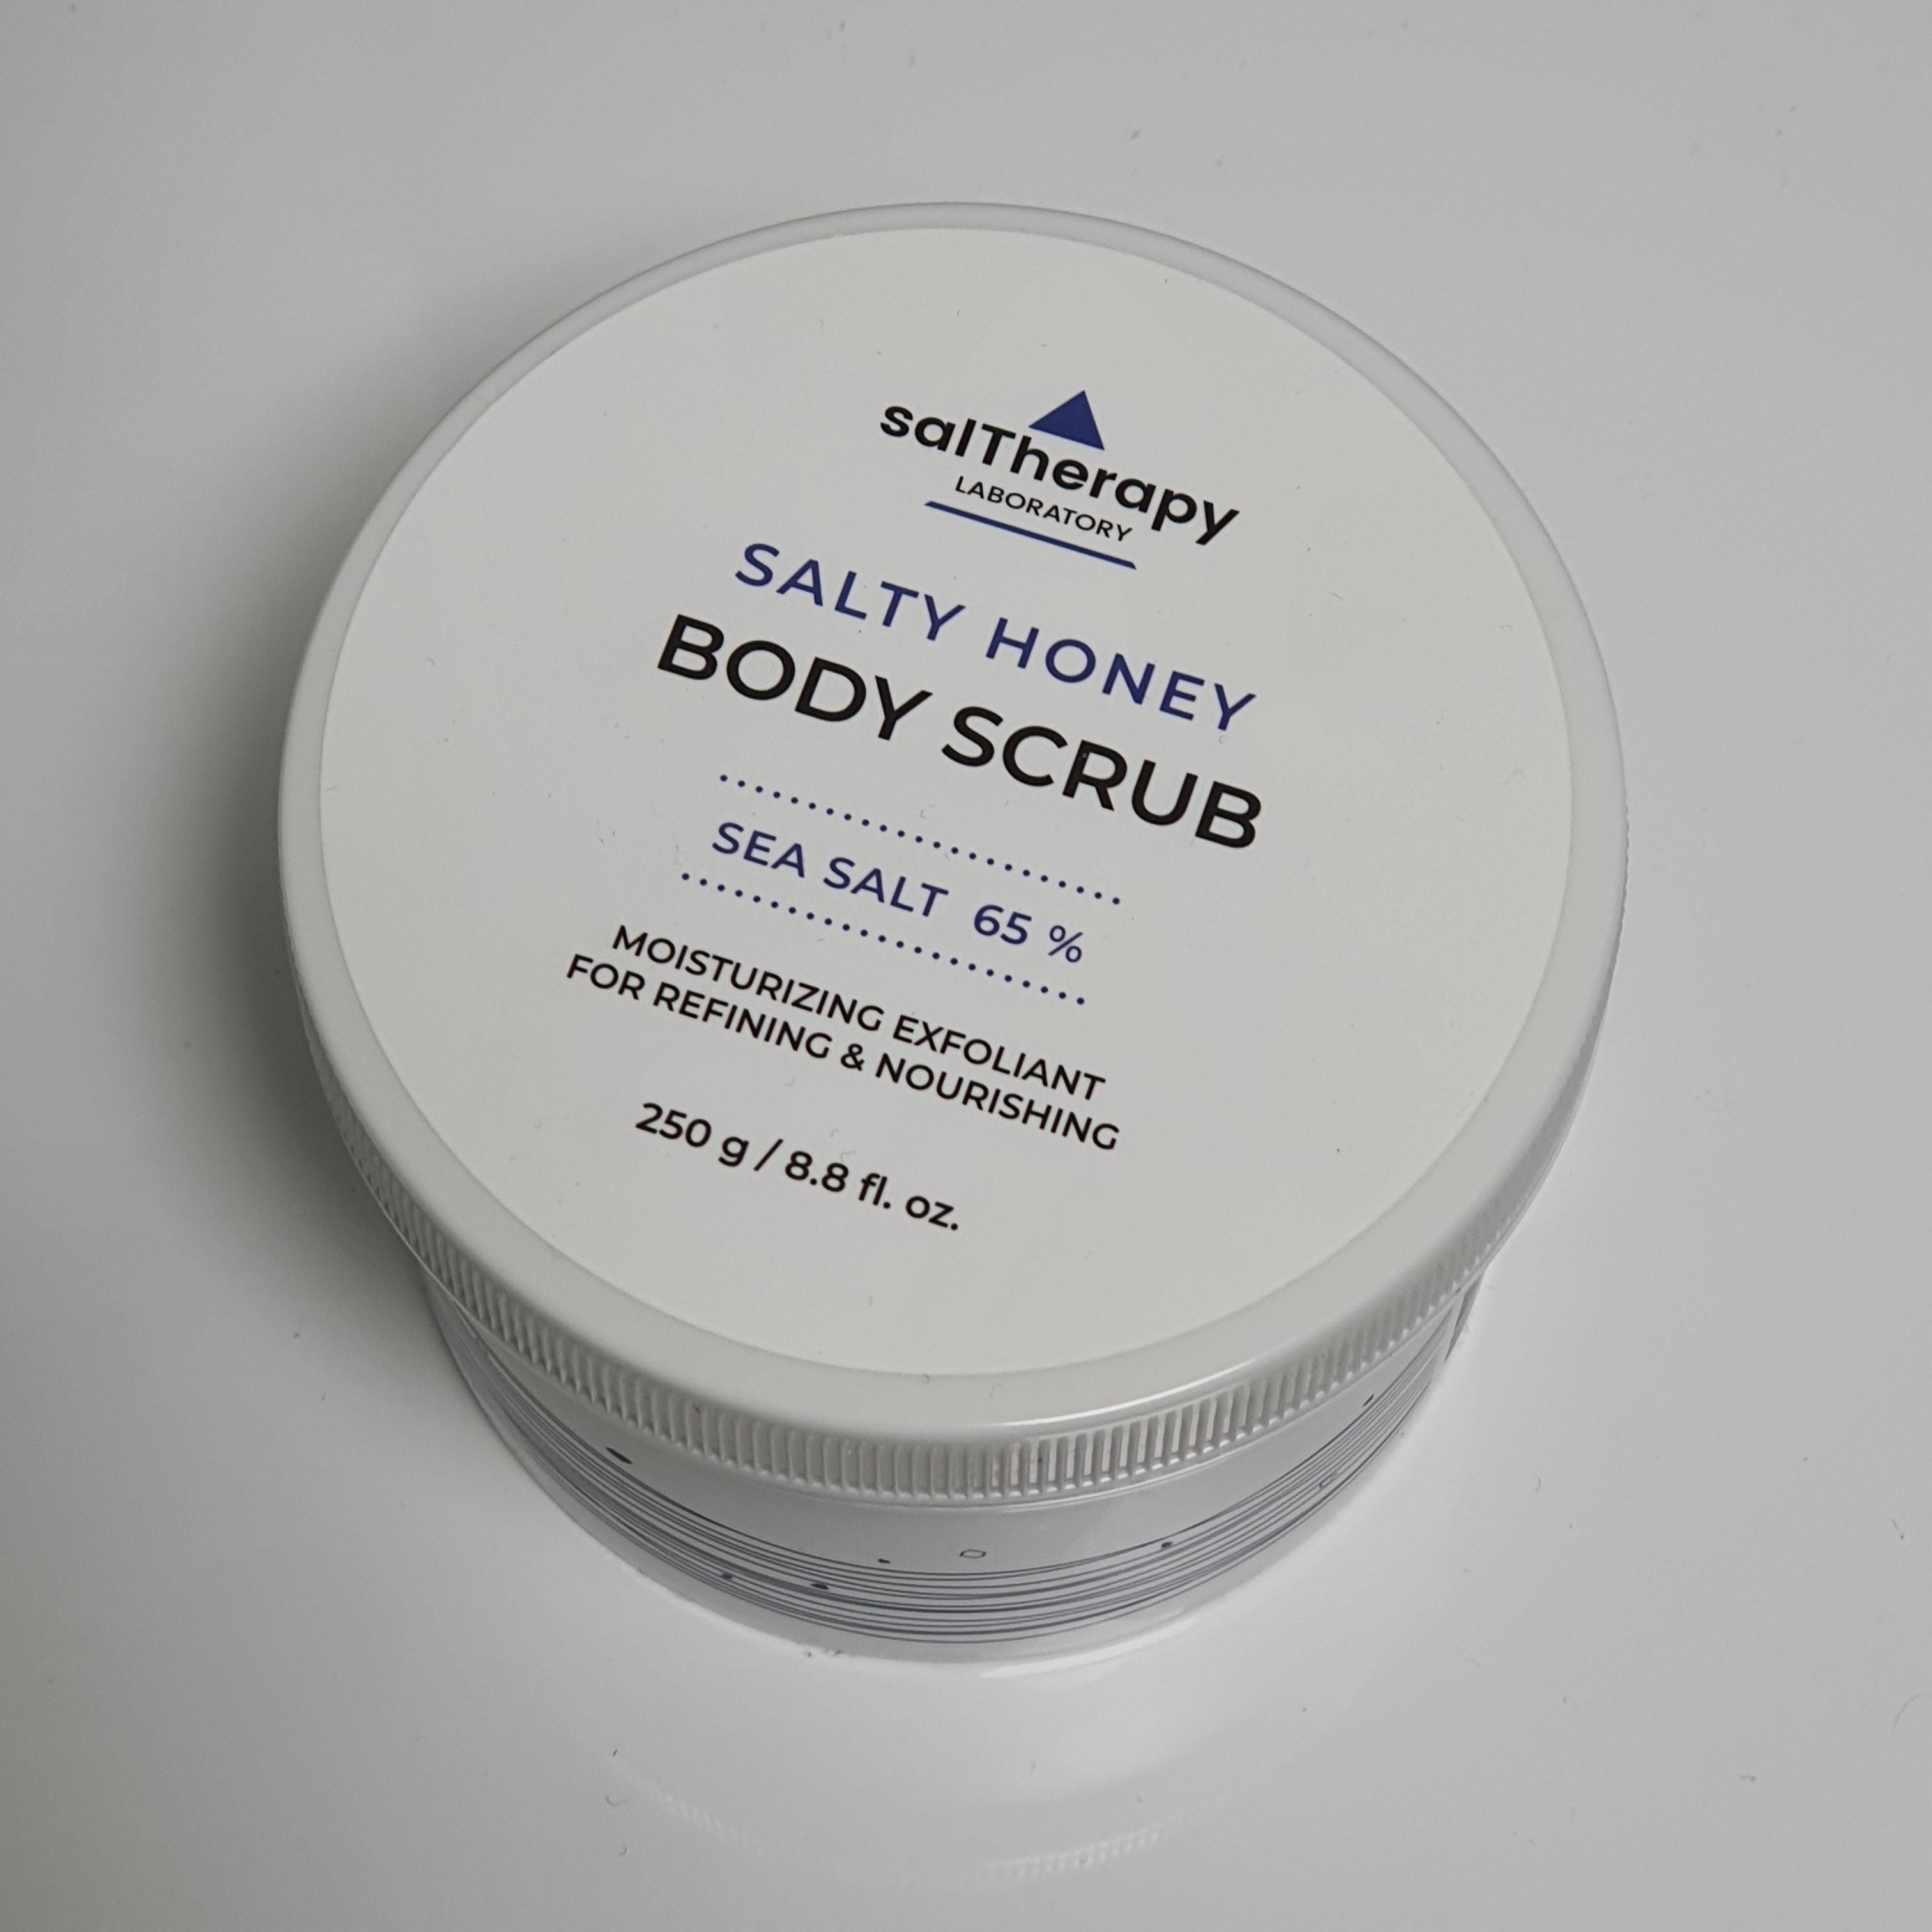 salTherapy
LABORATORY
SALTY HONEY
BODY SCRUB
SEA SALT 65 %
MOISTURIZING EXFOLIANT
FOR REFINING & NOURISHING
250 g / 8.8 fl. oz.